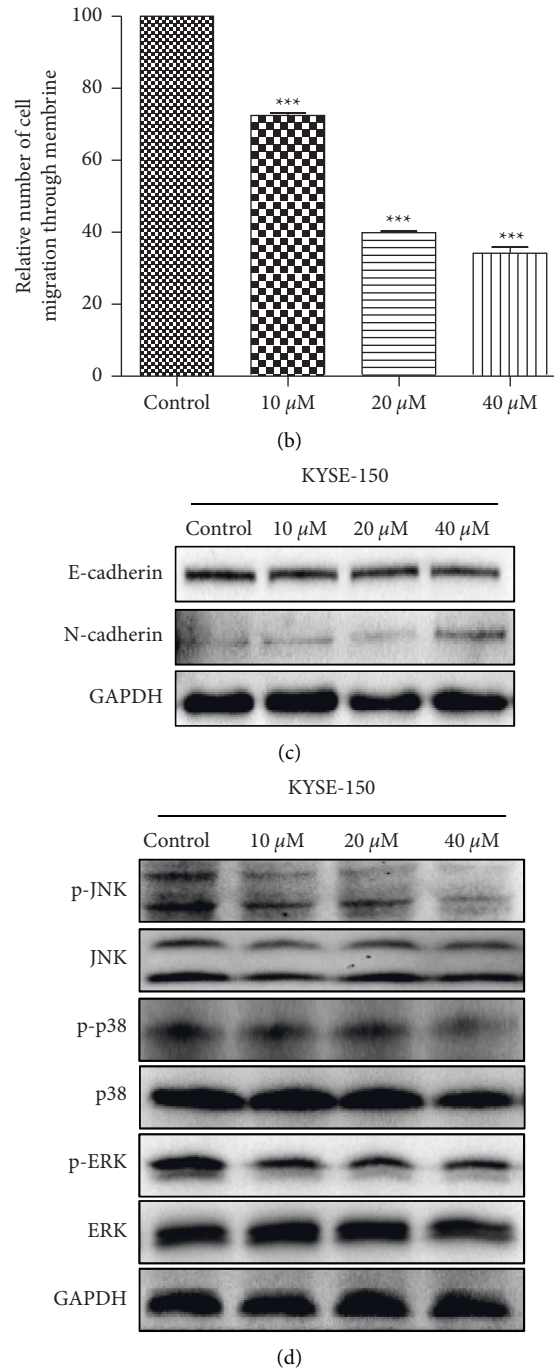 Relative number of cell
migration through membrine
100
80
60
40
20
0
***
***
***
Control
10 μM
20 μM
40 μM
(b)
KYSE-150
Control 10 μM 20 μM 40 μM
E-cadherin
N-cadherin
GAPDH
(c)
KYSE-150
Control 10 μM 20 μM 40 μM
p-JNK
JNK
p-p38
p38
p-ERK
ERK
GAPDH
(d)